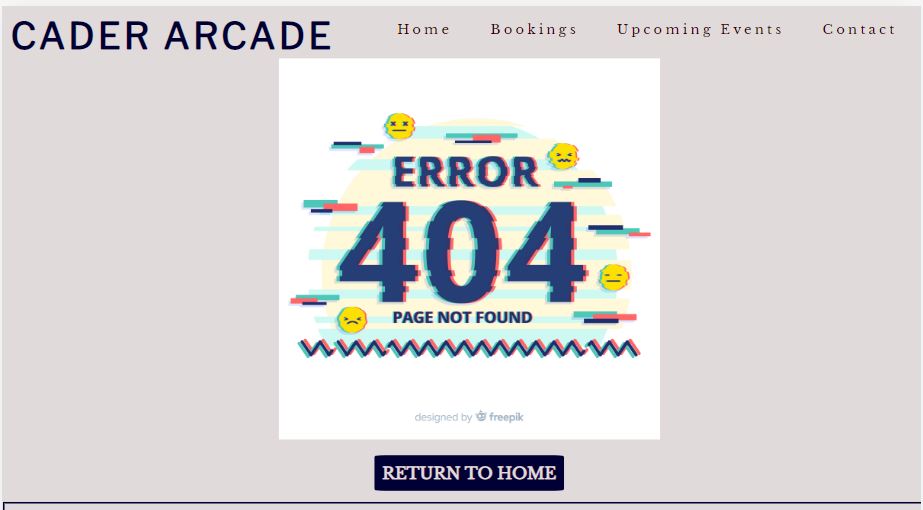 CADER ARCADE
Home Bookings Upcoming Events Contact
ERROR
404
PAGE NOT FOUND
designed by freepik
RETURN TO HOME